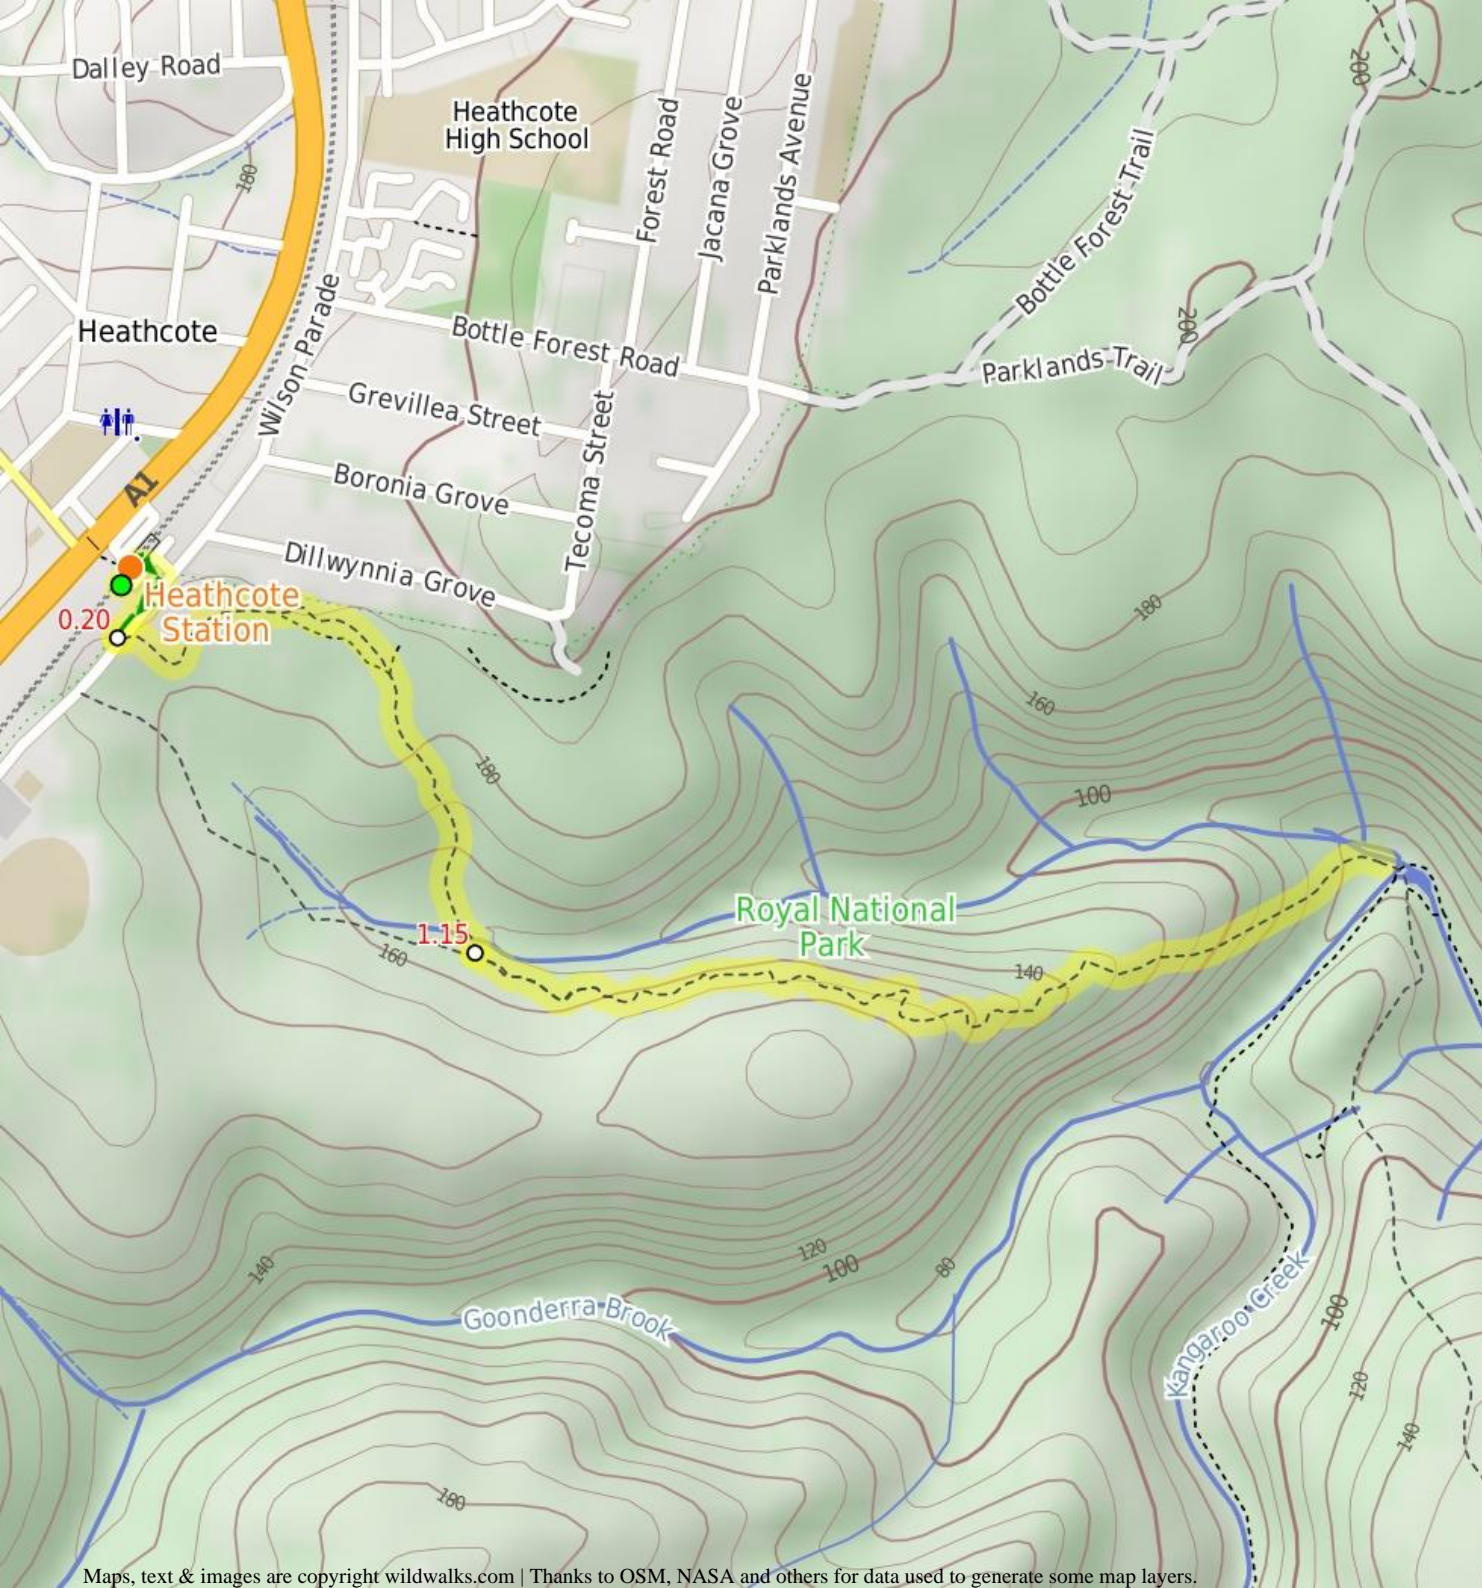 Dalley Road
Heathcote
High School
Forest Road
Jacana Grove
Parklands Avenue
200
180
Bottle Forest Trail
Wilson Parade
Heathcote
Bottle Forest Road
200
Parklands Trail
Grevillea Street
Tecoma Street
A1
Boronia Grove
Dillwynnia Grove
Heathcote
Station
0.20
180
160
180
100
Royal National
Park
1.15
160
140
140
120
100
80
Goonderra Brook
Kangaroo Creek
100
120
140
180
Maps, text & images are copyright wildwalks.com | Thanks to OSM, NASA and others for data used to generate some map layers.